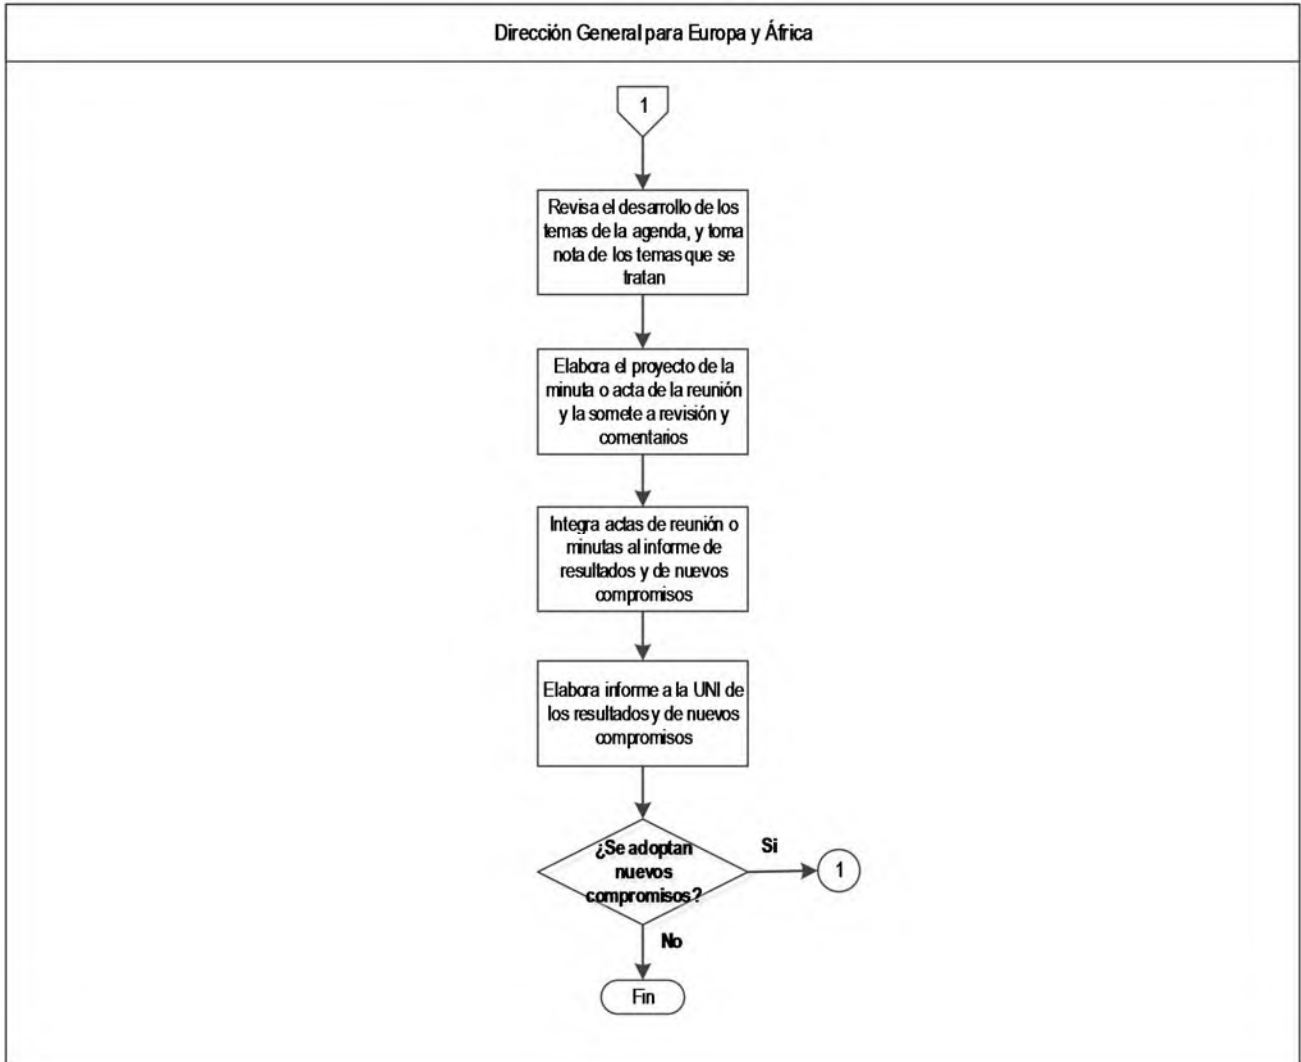 Dirección General para Europa y África
1
Revisa el desarrollo de los
temas de la agenda, y toma
nota de los temas que se
tratan
Elabora el proyecto de la
minuta o acta de la reunión
y la somete a revisión y
comentarios
Integra actas de reunión o
minutas al informe de
resultados y de nuevos
compromisos
Elabora informe a la UNI de
los resultados y de nuevos
compromisos
¿Se adoptan
nuevos
compromisos?
Si
1
No
Fin